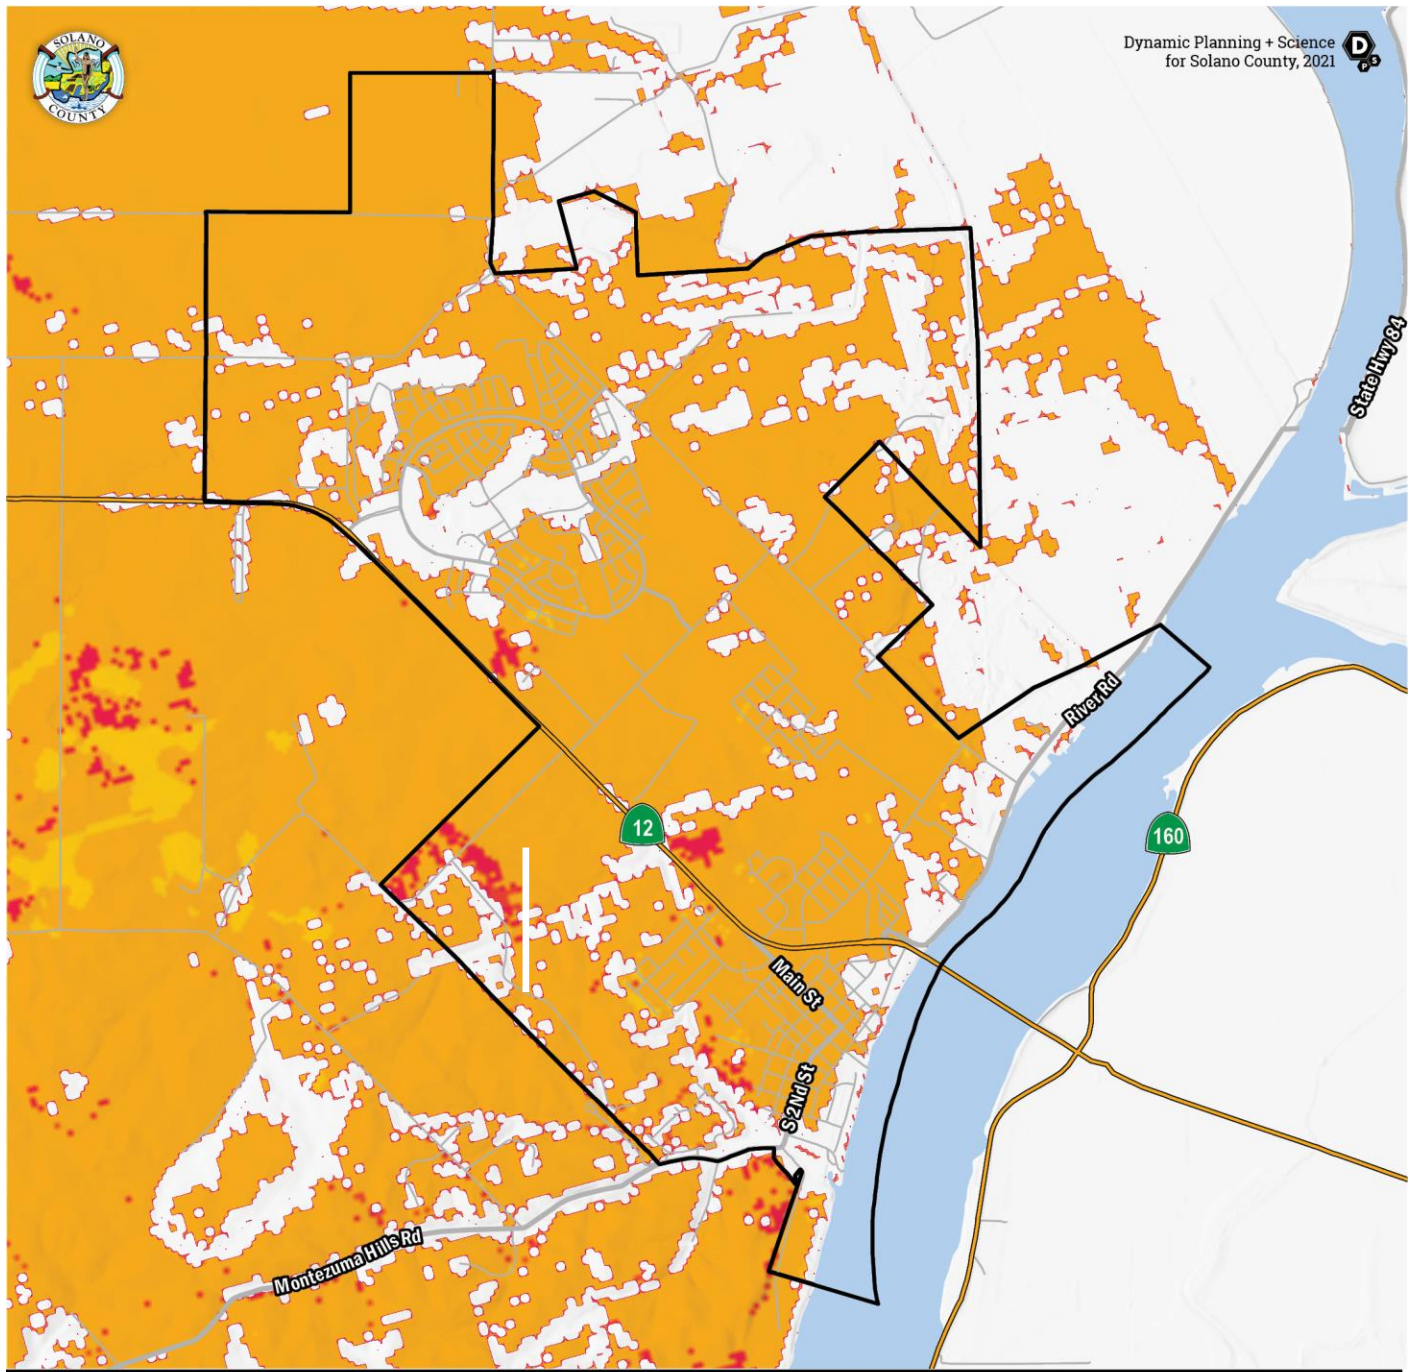 SOLANO
COUNTY
Dynamic Planning + Science
for Solano County, 2021
D
P S
State Hwy 84
River Rd
12
160
Main St
S 2Nd St
Montezuma Hills Rd